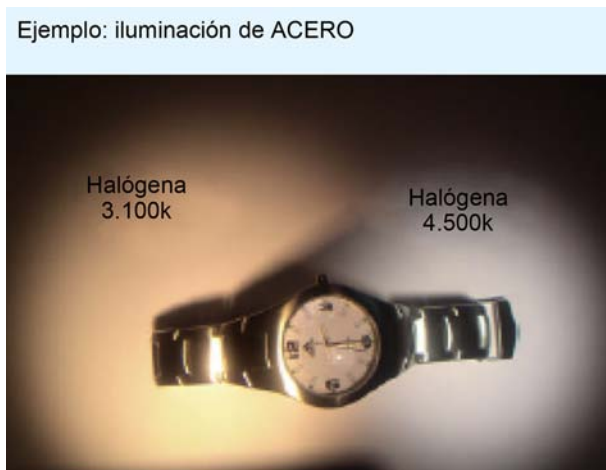 Ejemplo: iluminación de ACERO
Halógena
3.100k
Halógena
4.500k